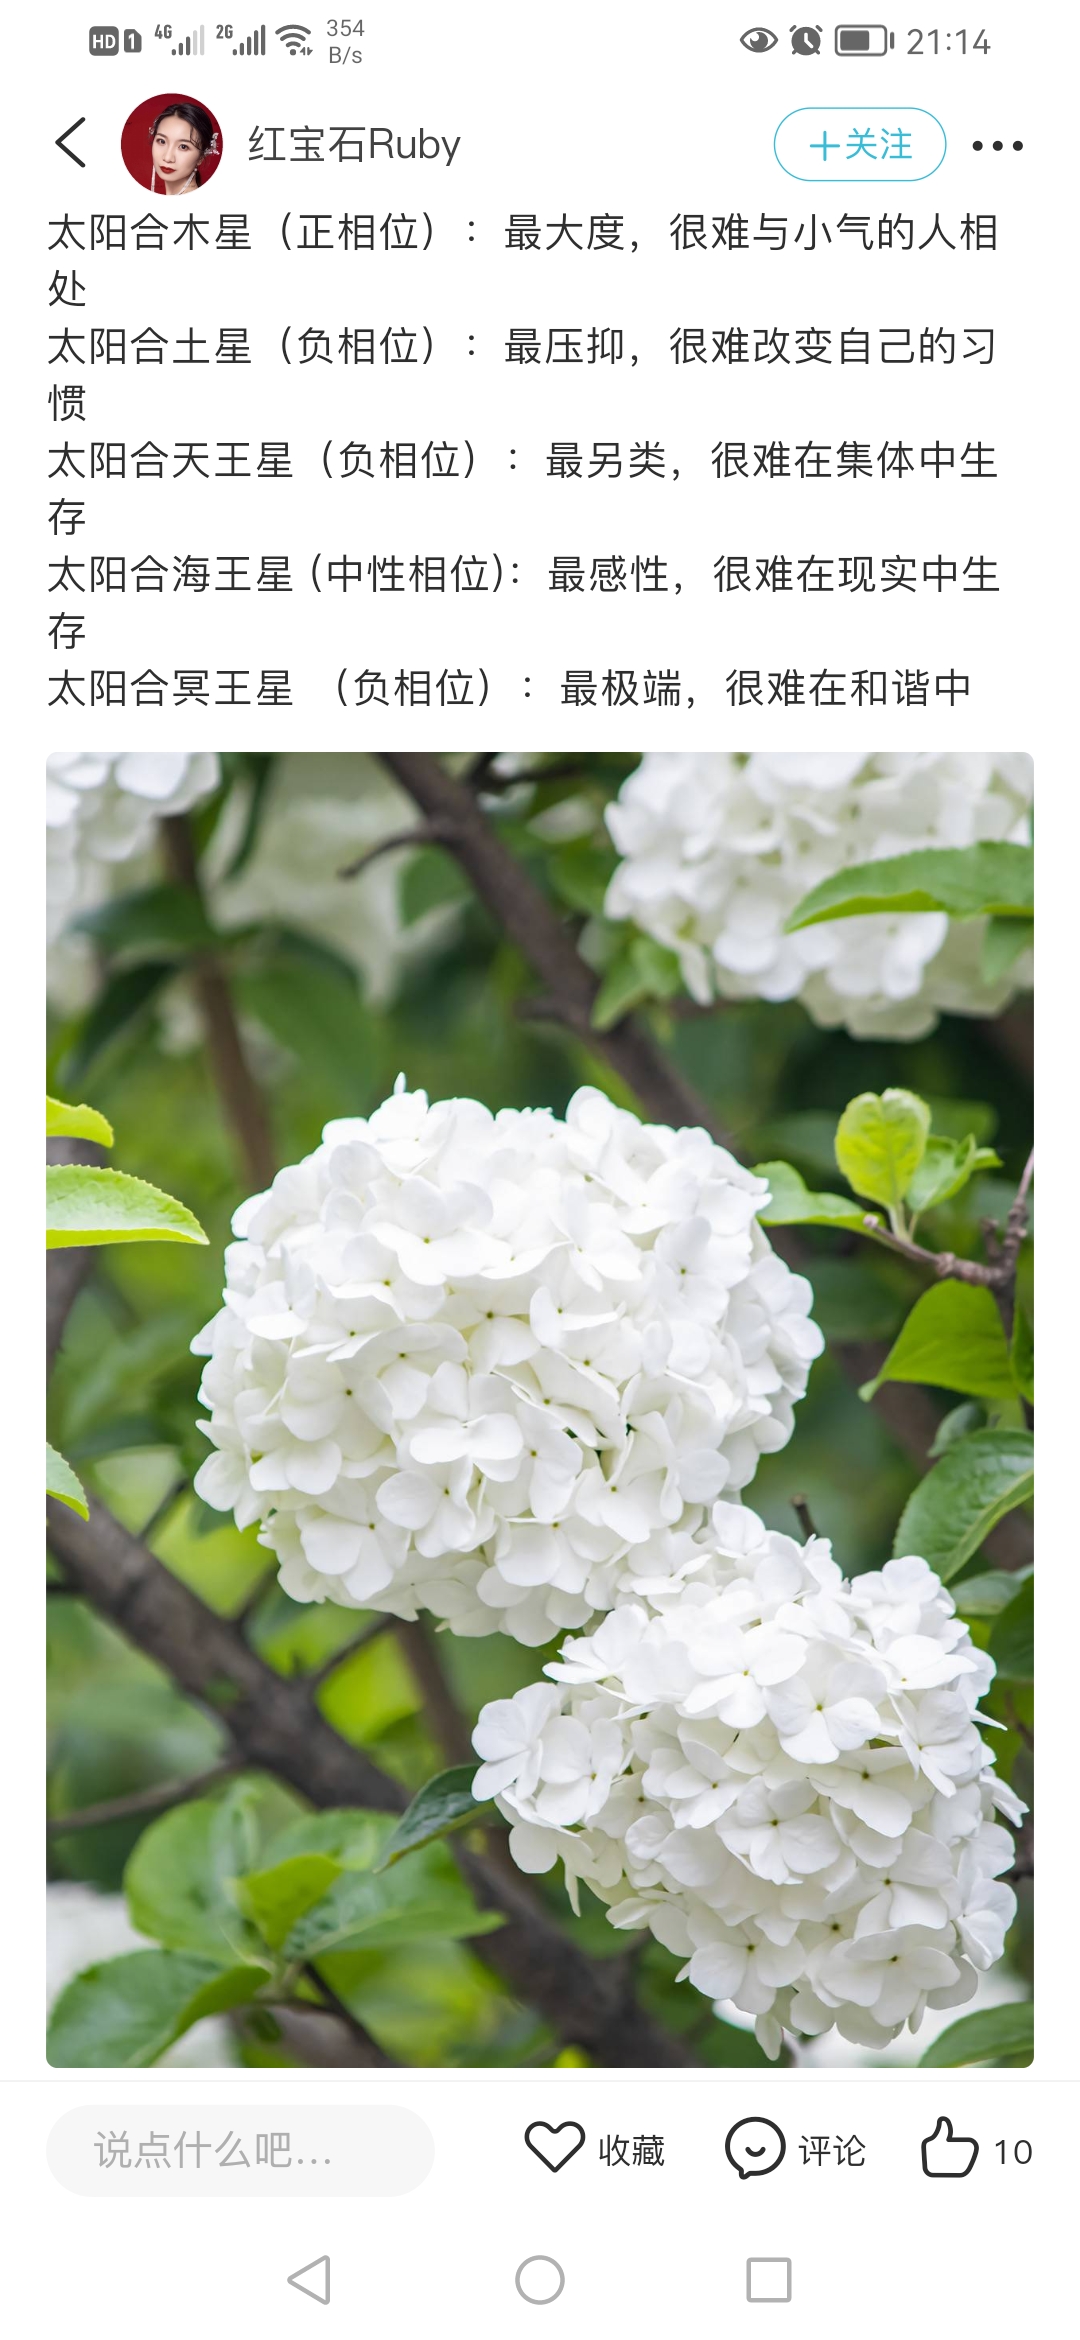 HD 1 4G 2G 354 B/s 21:14
红宝石Ruby +关注
太阳合木星（正相位）：最大度，很难与小气的人相
处
太阳合土星（负相位）：最压抑，很难改变自己的习
惯
太阳合天王星（负相位）：最另类，很难在集体中生
存
太阳合海王星 (中性相位)：最感性，很难在现实中生
存
太阳合冥王星 （负相位）：最极端，很难在和谐中
说点什么吧... 收藏 评论 10